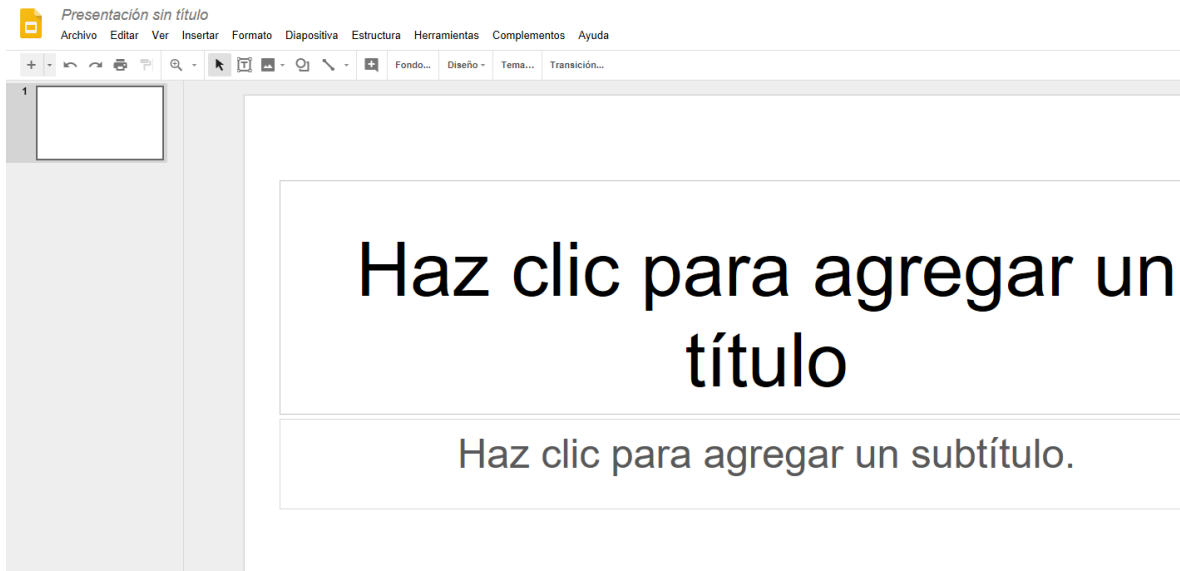 Presentación sin título
Archivo Editar Ver Insertar Formato Diapositiva Estructura Herramientas Complementos Ayuda
Fondo... Diseño Tema... Transición...
1
Haz clic para agregar un
título
Haz clic para agregar un subtítulo.